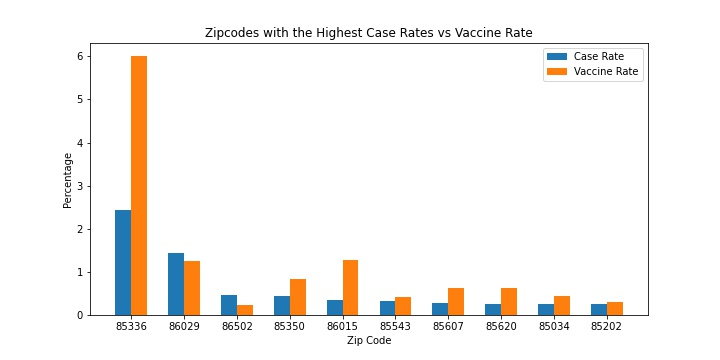 Zipcodes with the Highest Case Rates vs Vaccine Rate
Case Rate
Vaccine Rate
Percentage
6
5
4
3
2
1
0
85336 86029 86502 85350 86015 85543 85607 85620 85034 85202
Zip Code